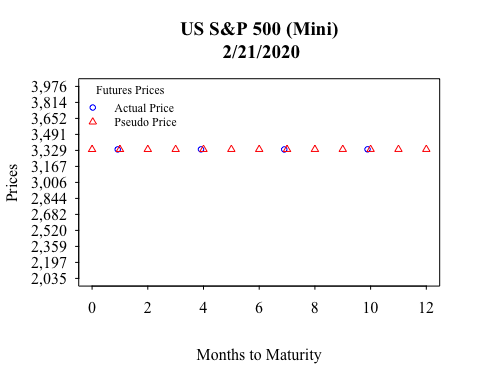 US S&P 500 (Mini)
2/21/2020
Futures Prices
Actual Price
Pseudo Price
Prices
3,976
3,814
3,652
3,491
3,329
3,167
3,006
2,844
2,682
2,520
2,359
2,197
2,035
0 2 4 6 8 10 12
Months to Maturity